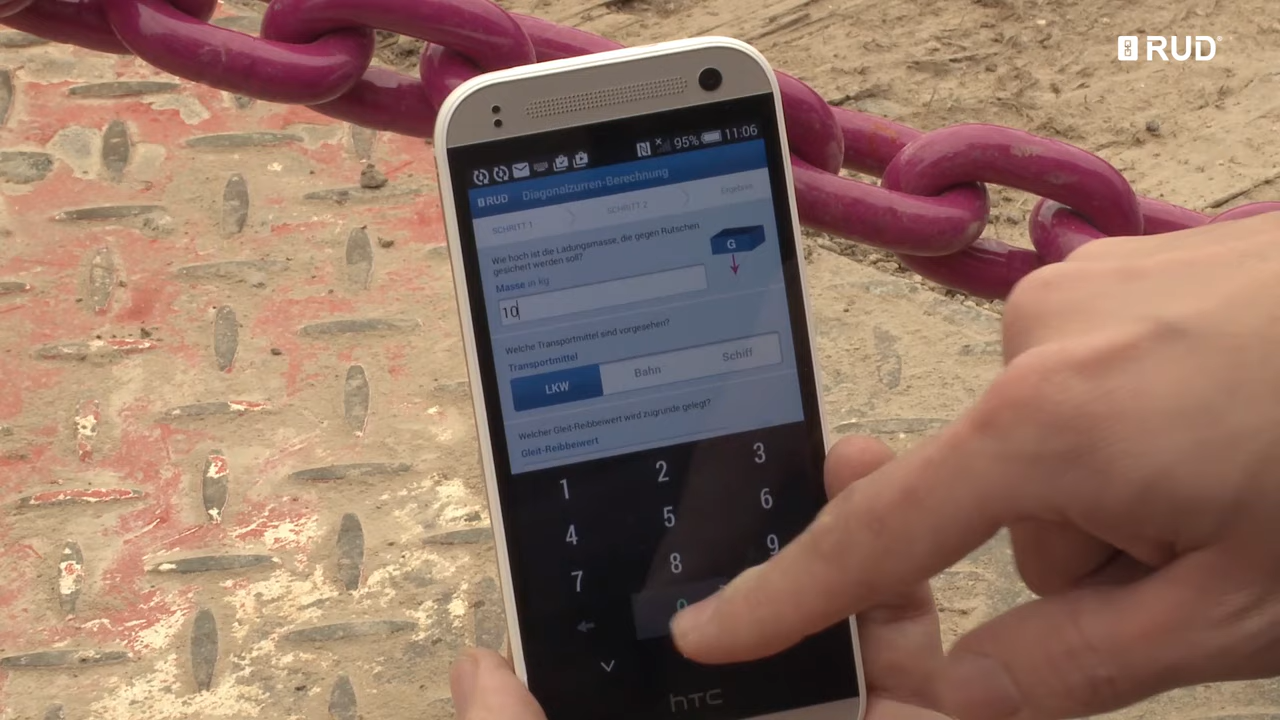 RUD
95% 11:06
RUD Diagonalzurren-Berechnung
SCHRITT 1 SCHRITT 2 Ergebnis
Wie hoch ist die Ladungsmasse, die gegen Rutschen
gesichert werden soll?
G
Masse in kg
10
Welche Transportmittel sind vorgesehen?
Transportmittel
LKW Bahn Schiff
Welcher Gleit-Reibbeiwert wird zugrunde gelegt?
Gleit-Reibbeiwert
1 2 3
4 5 6
7 8 9
0
hTC